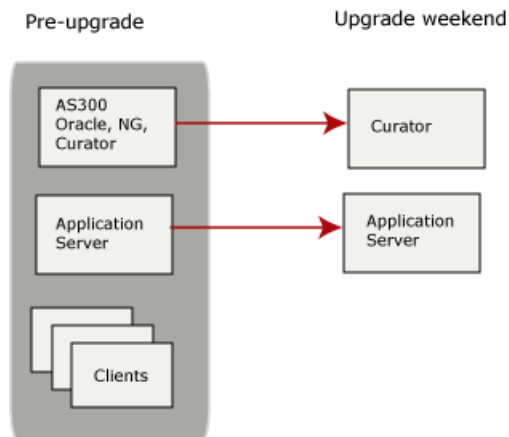 Pre-upgrade
Upgrade weekend
AS300
Oracle, NG,
Curator
Curator
Application
Server
Application
Server
Clients